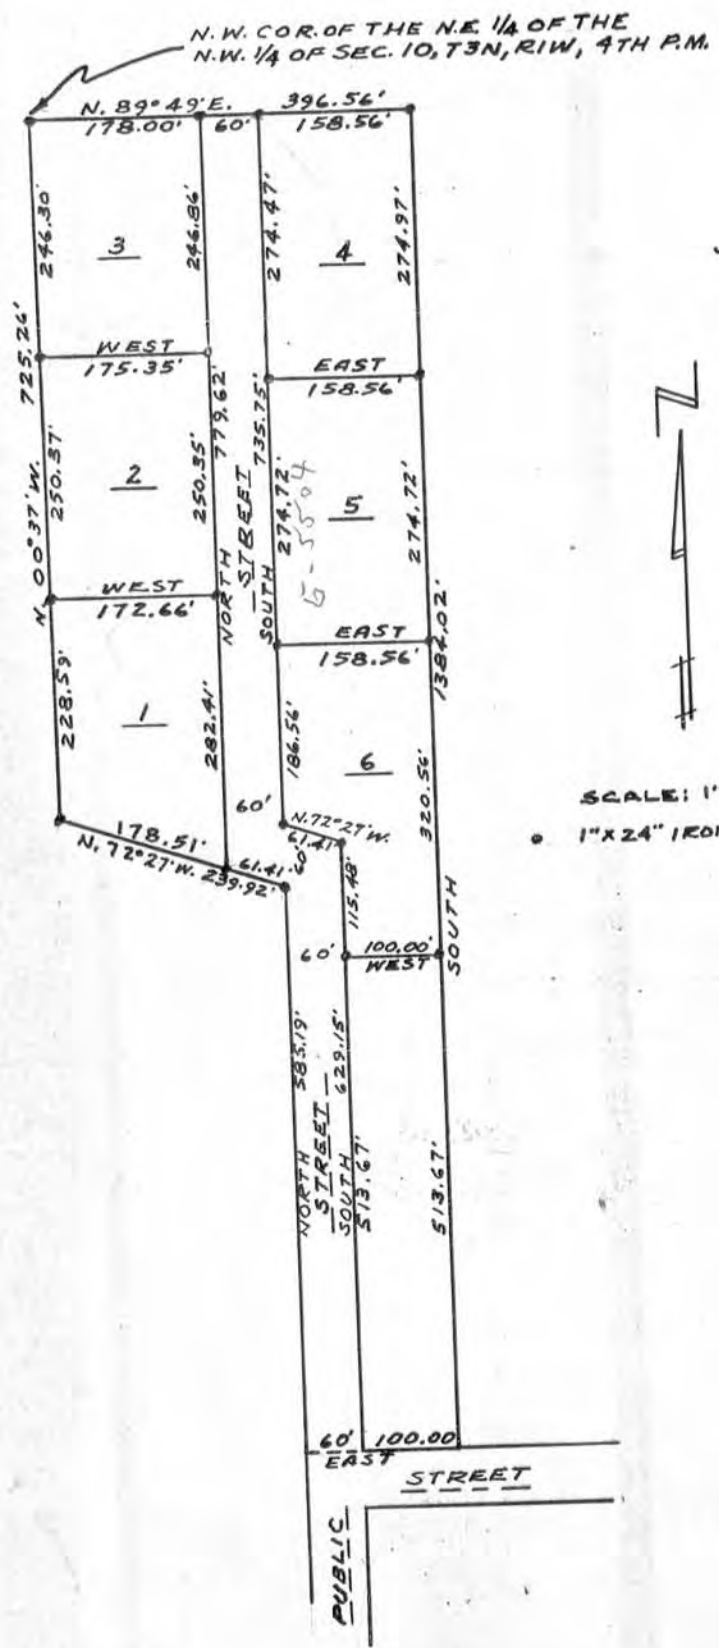 N.W. COR. OF THE N.E. 1/4 OF THE
N.W. 1/4 OF SEC. 10, T3N, R1W, 4TH P.M.
N. 89° 49' E.
396.56'
178.00'
60'
158.56'
246.30'
3
246.86'
274.47'
4
274.97'
WEST
175.35'
EAST
158.56'
725.26'
N. 00° 37' W.
250.37'
2
250.35'
779.62'
NORTH
STREET
735.75'
SOUTH
274.72'
5
274.72'
WEST
172.66'
EAST
158.56'
1384.02'
SOUTH
228.59'
1
282.41'
186.56'
6
320.56'
60'
N. 72° 27' W.
61.41'
60'
178.51'
N. 72° 27' W.
61.41'
239.92'
115.48'
60'
100.00'
WEST
NORTH
585.19'
STREET
SOUTH
629.15'
513.67'
513.67'
60'
100.00
EAST
STREET
PUBLIC
SCALE: 1"
1" X 24" IRON